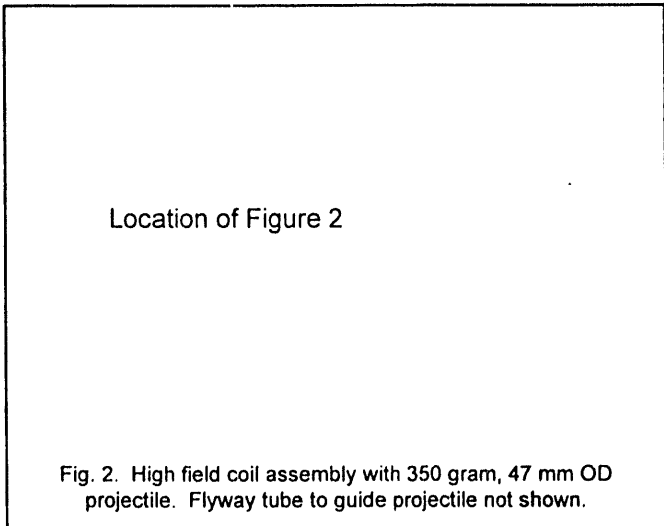 Location of Figure 2
Fig. 2. High field coil assembly with 350 gram, 47 mm OD
projectile. Flyway tube to guide projectile not shown.